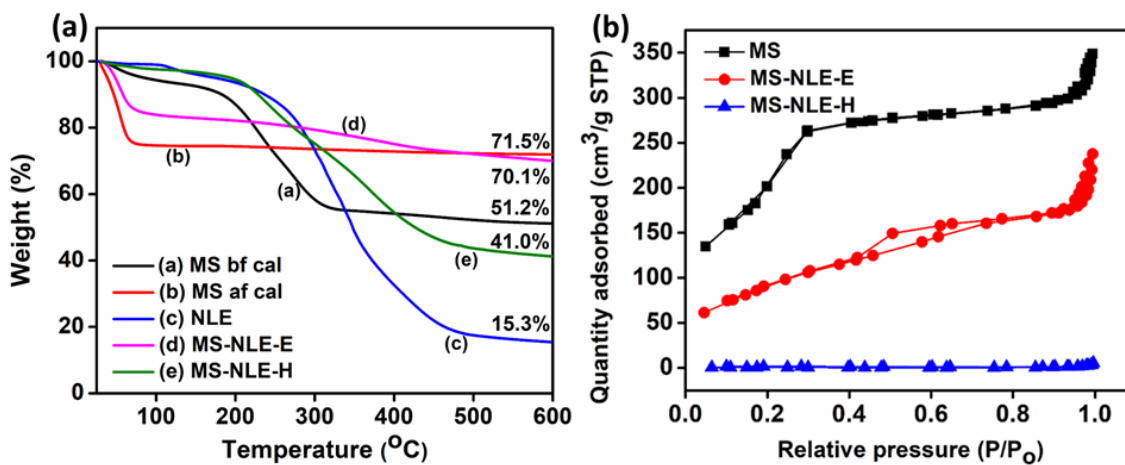 (a)
100
80
60
40
20
0
Weight (%)
100
200
300
400
500
600
Temperature (OC)
71.5%
70.1%
51.2%
41.0%
15.3%
(d)
(b)
(a)
(e)
(c)
(a) MS bf cal
(b) MS af cal
(c) NLE
(d) MS-NLE-E
(e) MS-NLE-H
(b)
350
300
250
200
150
100
50
0
Quantity adsorbed (cm3/g STP)
MS
MS-NLE-E
MS-NLE-H
0.0
0.2
0.4
0.6
0.8
1.0
Relative pressure (P/Po)